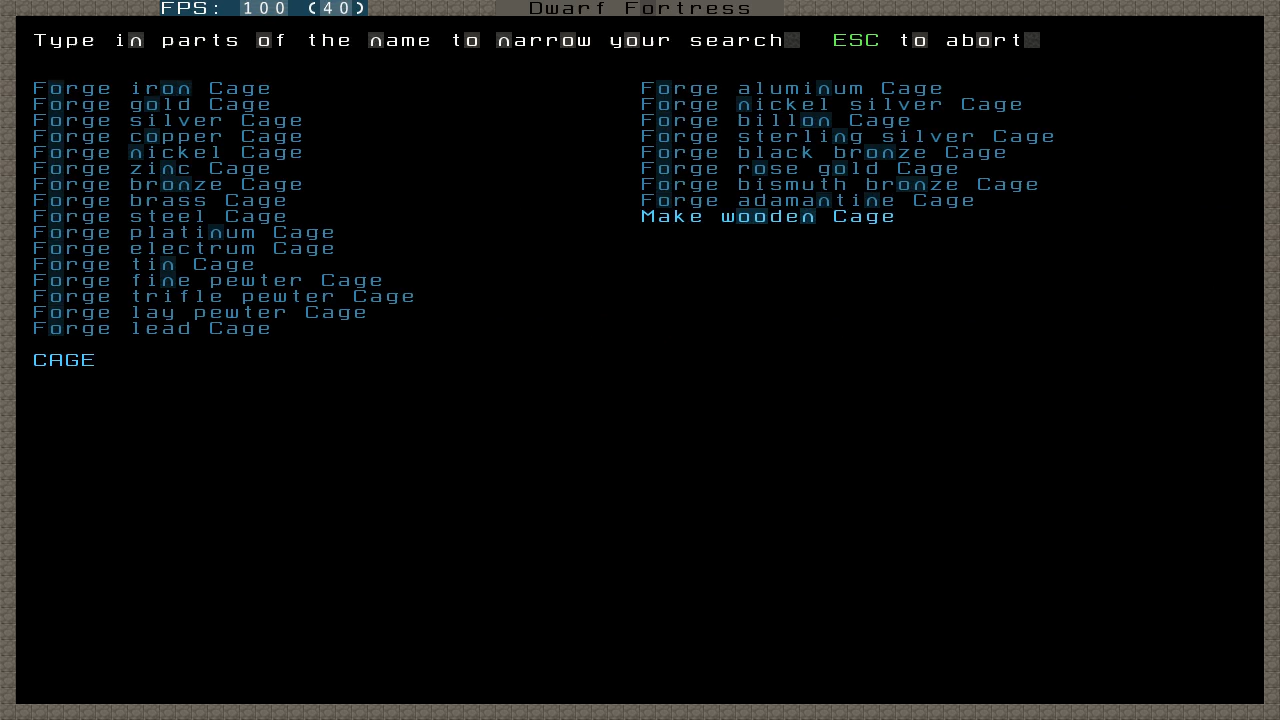 FPS: 100 (40) Dwarf Fortress
Type in parts of the name to narrow your search ESC to abort
Forge iron Cage
Forge gold Cage
Forge silver Cage
Forge copper Cage
Forge nickel Cage
Forge zinc Cage
Forge bronze Cage
Forge brass Cage
Forge steel Cage
Forge platinum Cage
Forge electrum Cage
Forge tin Cage
Forge fine pewter Cage
Forge trifle pewter Cage
Forge lay pewter Cage
Forge lead Cage
Forge aluminum Cage
Forge nickel silver Cage
Forge billon Cage
Forge sterling silver Cage
Forge black bronze Cage
Forge rose gold Cage
Forge bismuth bronze Cage
Forge adamantine Cage
Make wooden Cage
CAGE